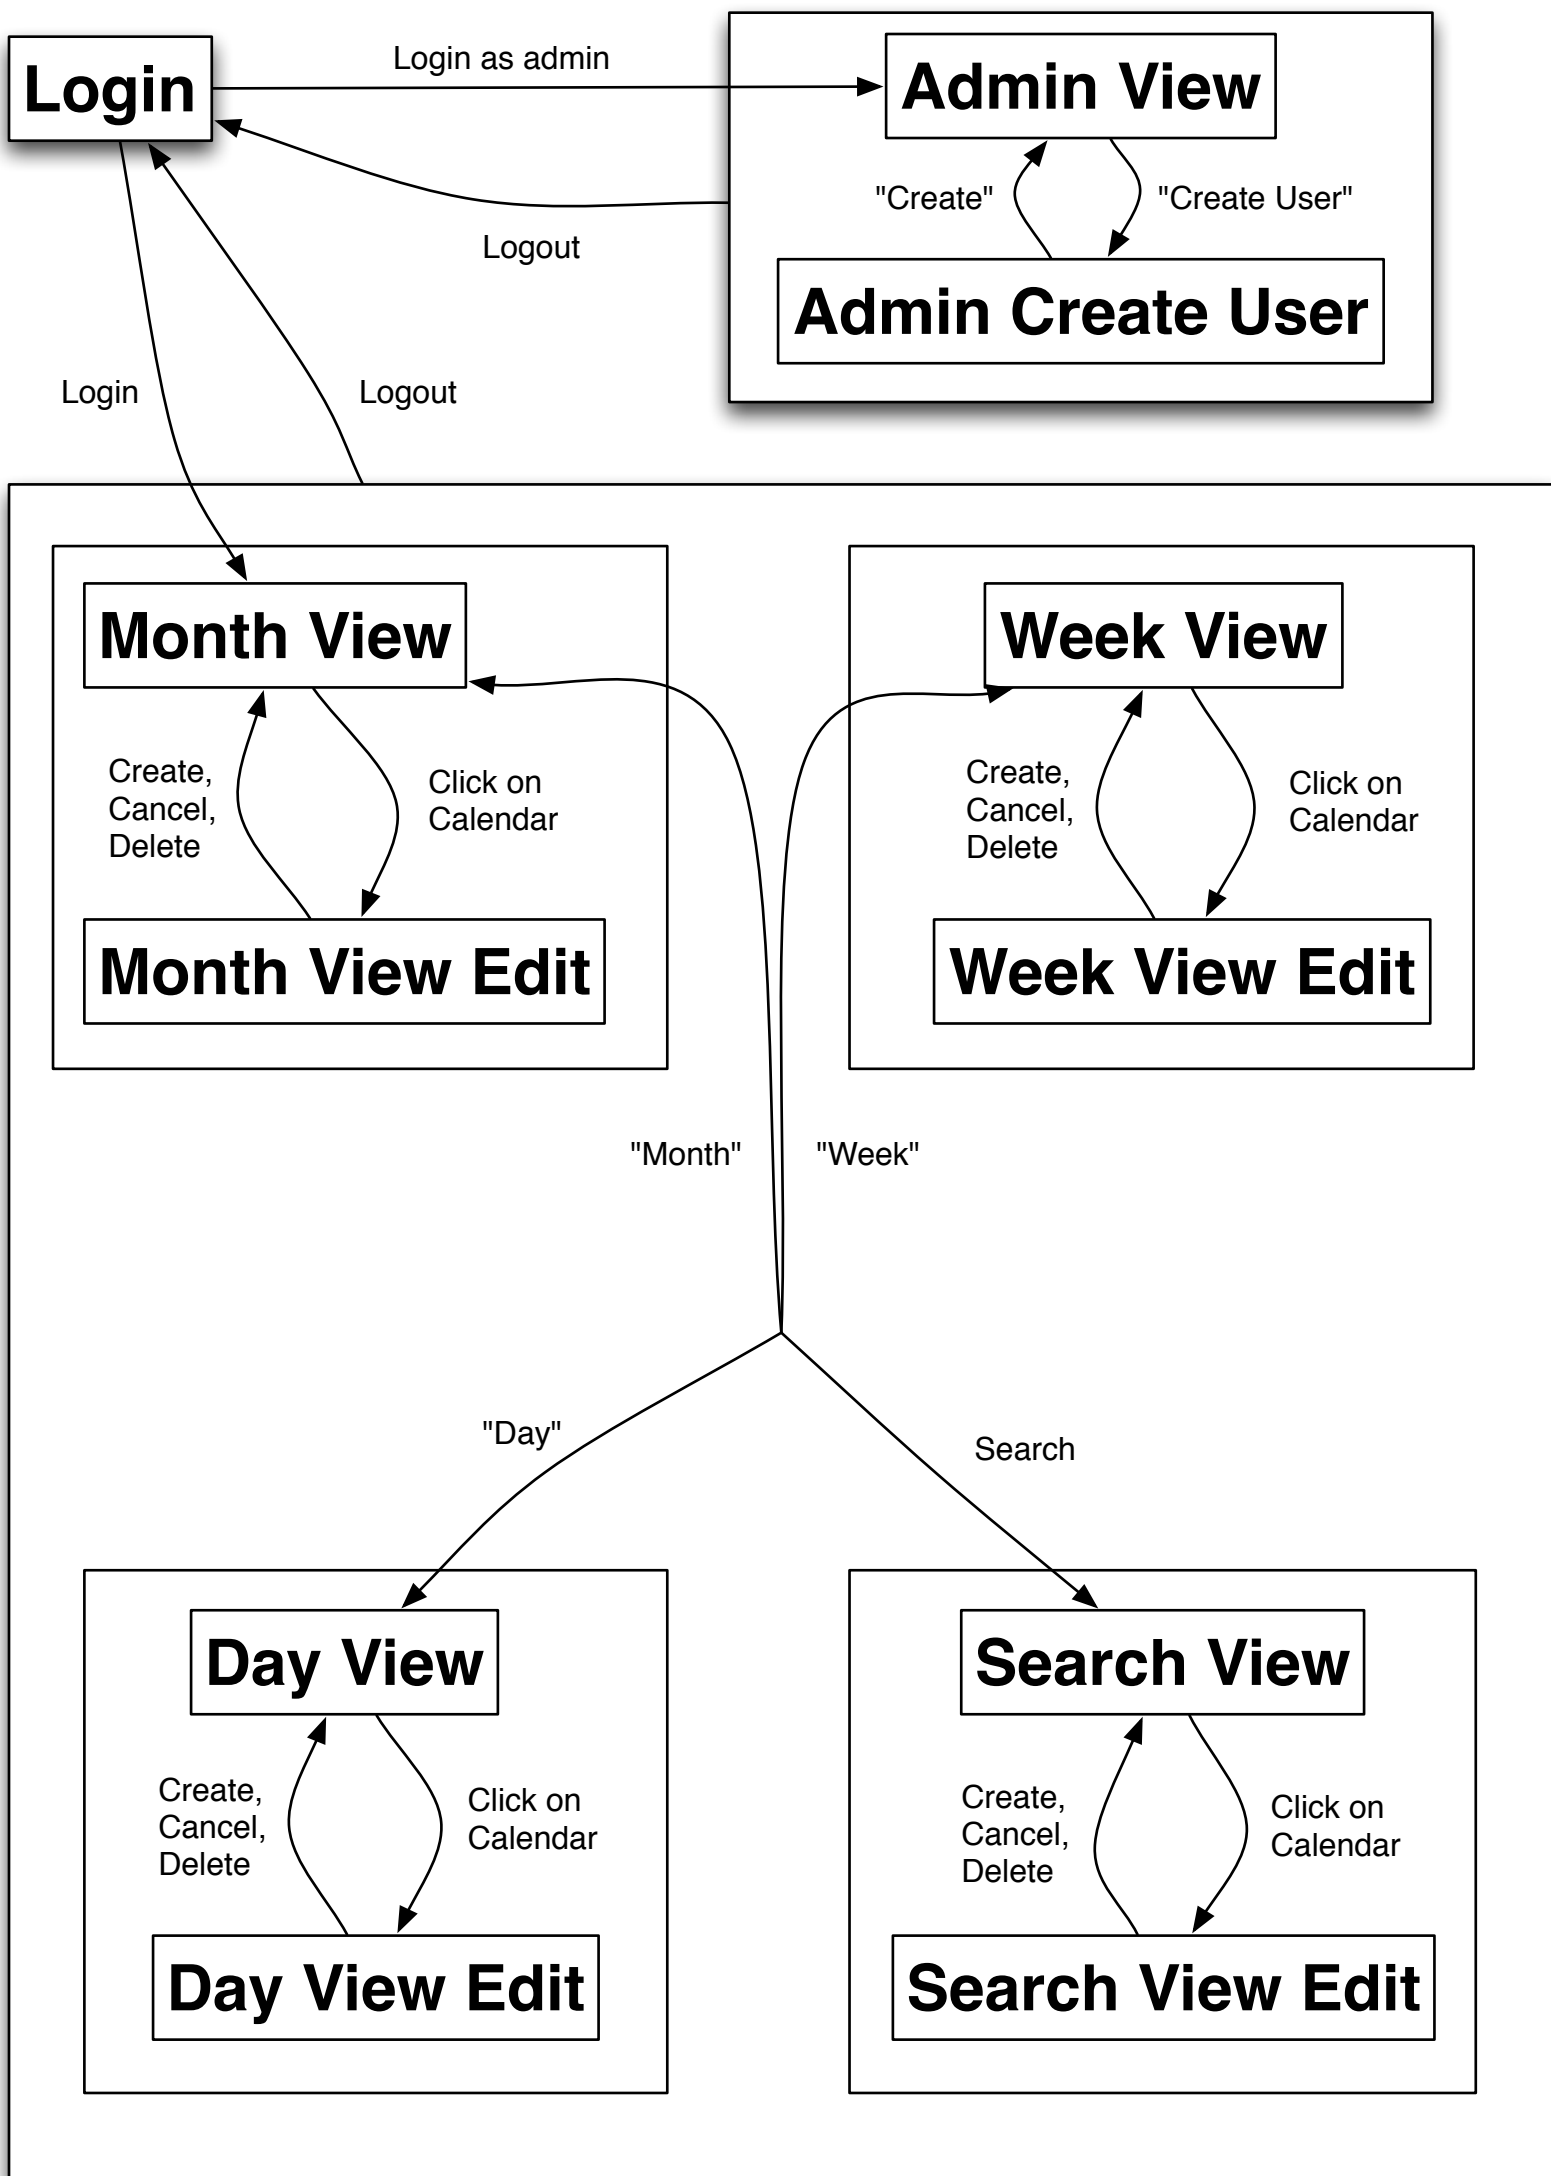 Login
Login as admin
Admin View
"Create"
"Create User"
Logout
Admin Create User
Login
Logout
Month View
Week View
Create,
Cancel,
Delete
Click on
Calendar
Create,
Cancel,
Delete
Click on
Calendar
Month View Edit
Week View Edit
"Month"
"Week"
"Day"
Search
Day View
Search View
Create,
Cancel,
Delete
Click on
Calendar
Create,
Cancel,
Delete
Click on
Calendar
Day View Edit
Search View Edit